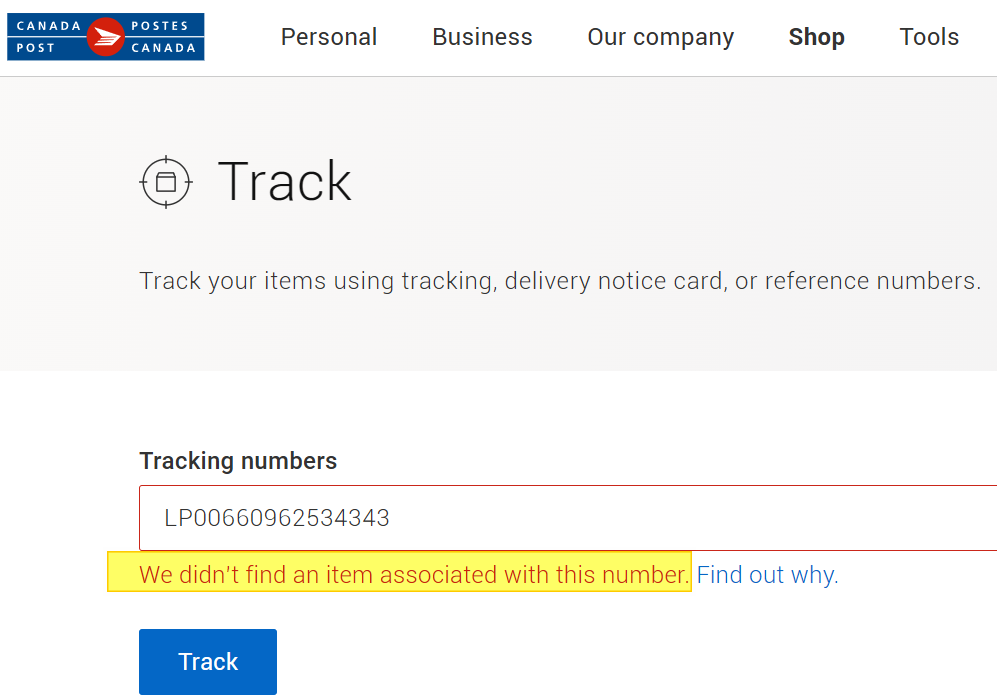 CANADA POSTES
POST CANADA
Personal Business Our company Shop Tools
Track
Track your items using tracking, delivery notice card, or reference numbers.
Tracking numbers
LP00660962534343
We didn't find an item associated with this number. Find out why.
Track